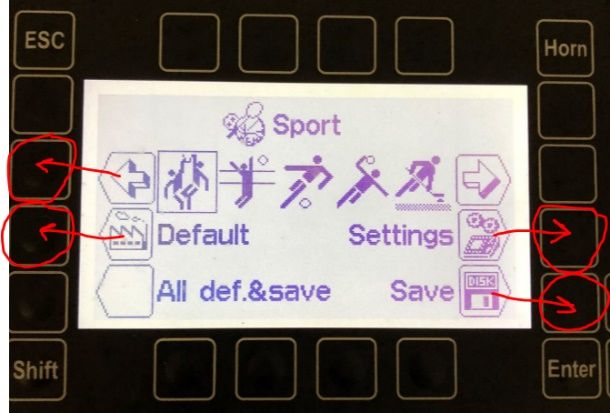 ESC
Horn
Sport
Default
Settings
All def.&save
Save
DISK
Shift
Enter